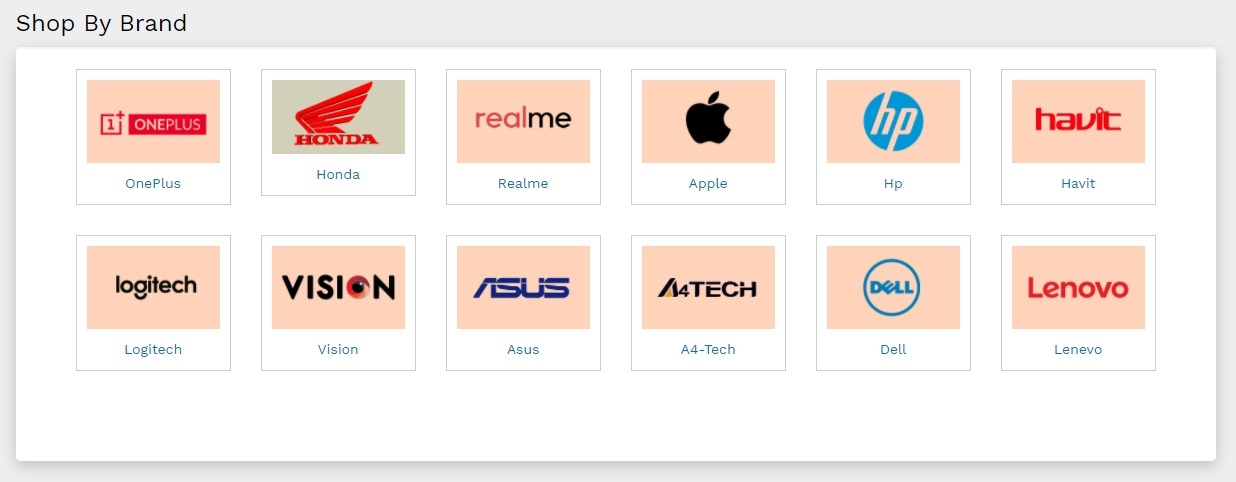 Shop By Brand
1+ ONEPLUS
HONDA
realme
hp
havit
OnePlus
Honda
Realme
Apple
Hp
Havit
logitech
VISION
ASUS
A4TECH
DELL
Lenovo
Logitech
Vision
Asus
A4-Tech
Dell
Lenevo